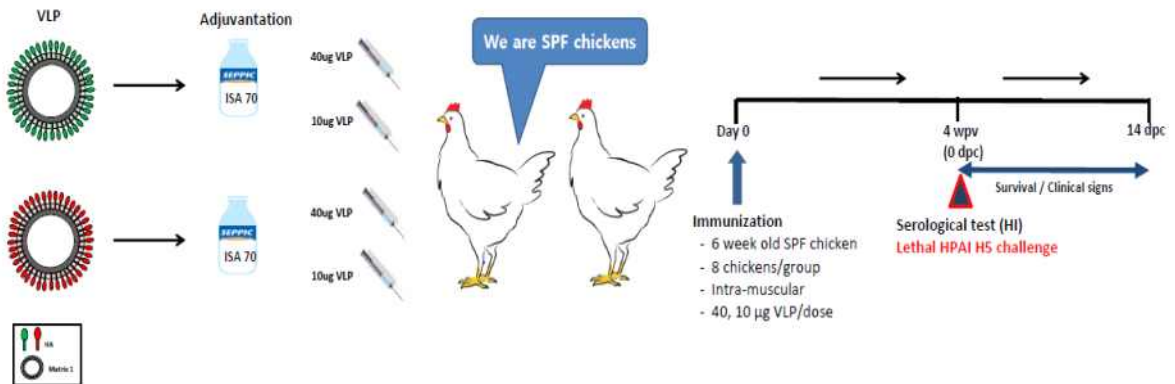 VLP
Adjuvantation
SEPPIC
ISA 70
40ug VLP
10ug VLP
We are SPF chickens
SEPPIC
ISA 70
40ug VLP
10ug VLP
HA
Matrix 1
Day 0
4 wpv
(0 dpc)
14 dpc
Survival / Clinical signs
Immunization
- 6 week old SPF chicken
- 8 chickens/group
- Intra-muscular
- 40, 10 µg VLP/dose
Serological test (HI)
Lethal HPAI H5 challenge